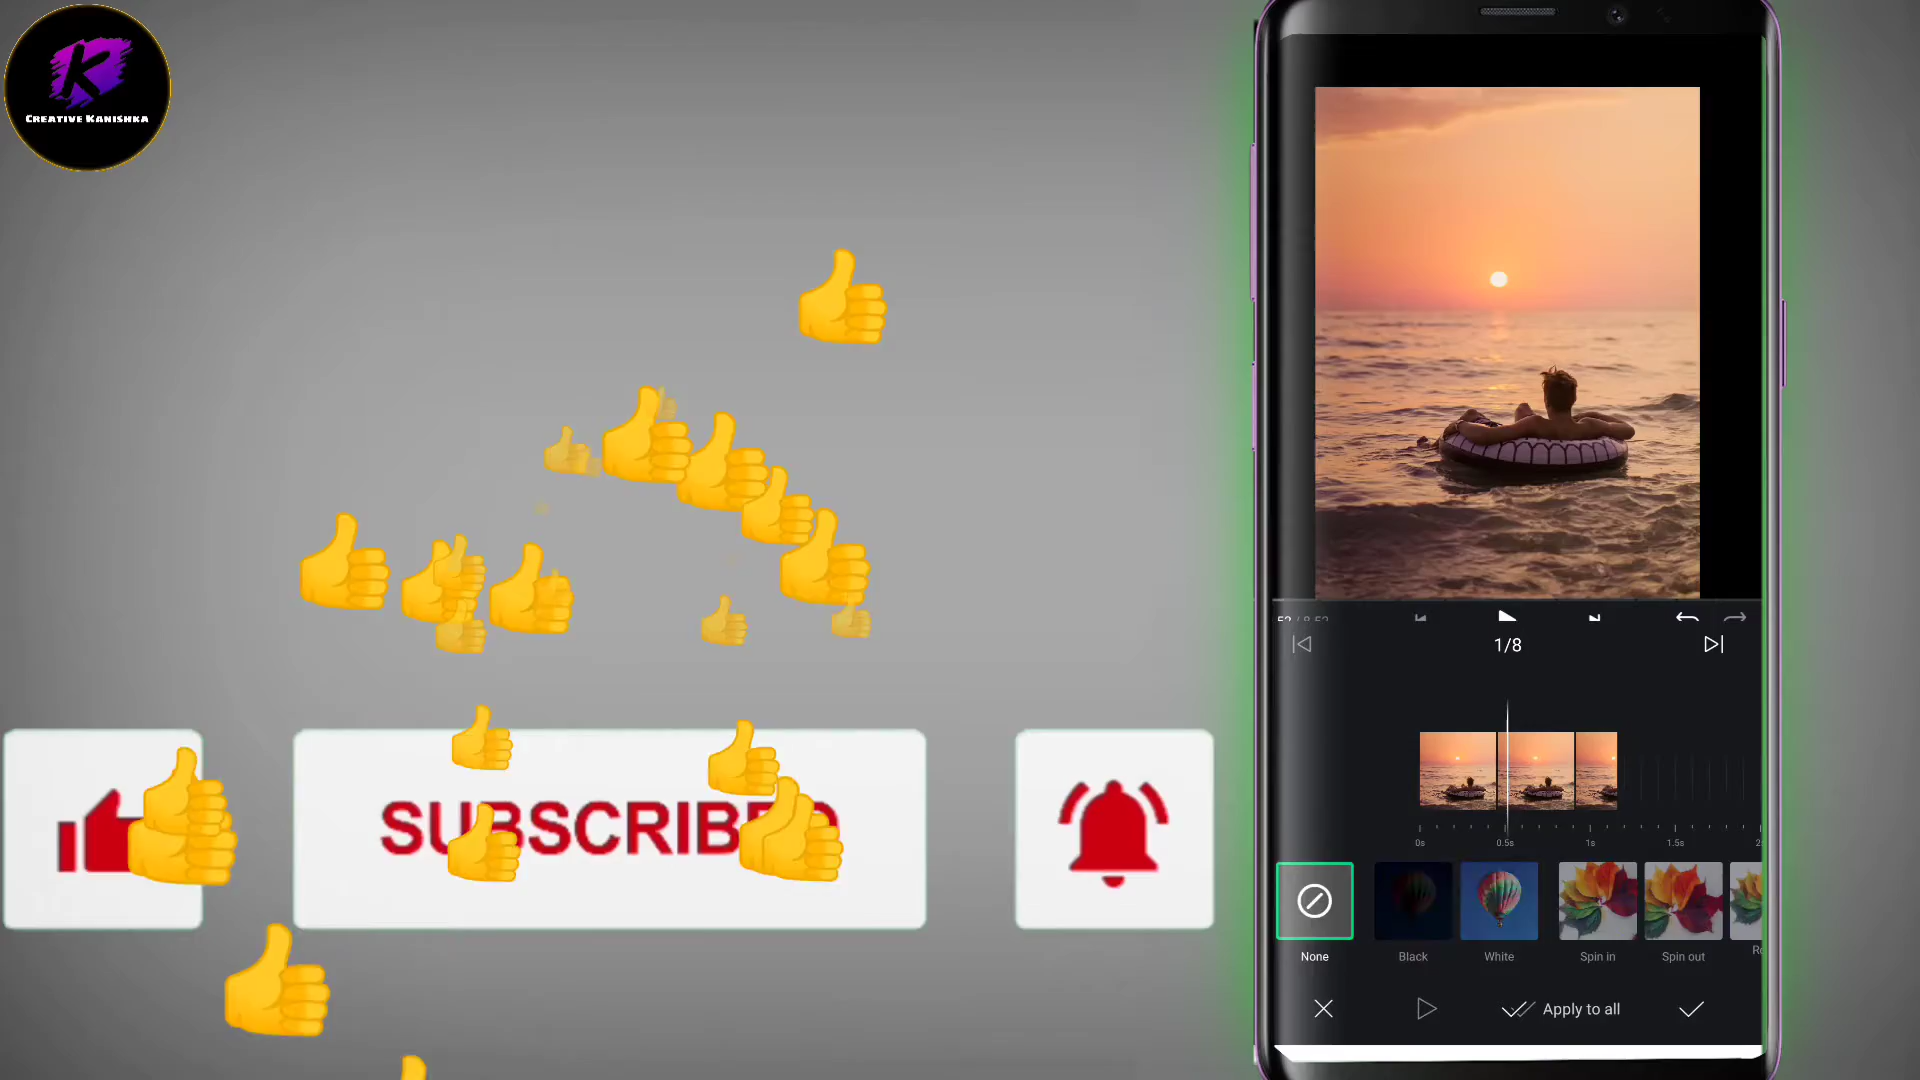 K
CREATIVE KANISHKA
SUBSCRIBED
1/8
0s
0.5s
1s
1.5s
None
Black
White
Spin in
Spin out
Apply to all